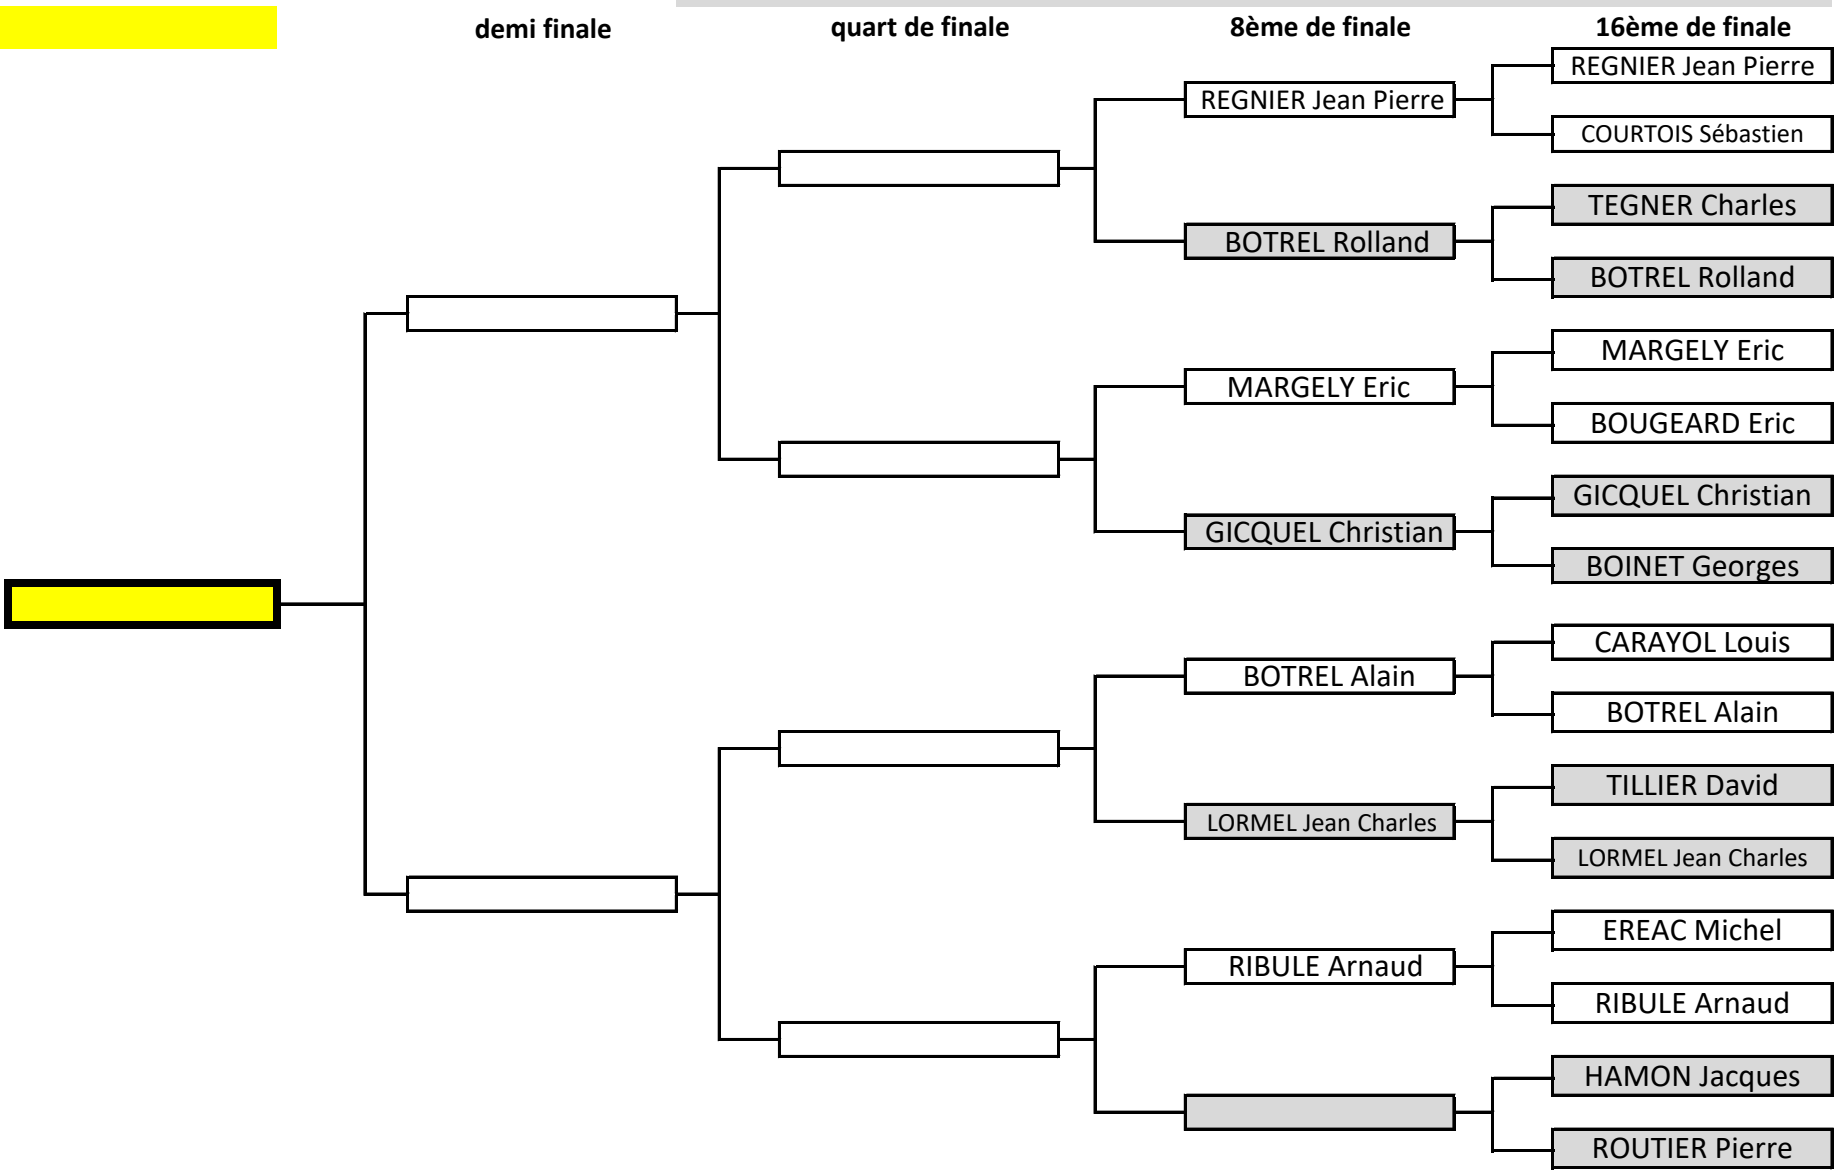 demi finale
quart de finale
8ème de finale
16ème de finale
REGNIER Jean Pierre
REGNIER Jean Pierre
COURTOIS Sébastien
TEGNER Charles
BOTREL Rolland
BOTREL Rolland
MARGELY Eric
MARGELY Eric
BOUGEARD Eric
GICQUEL Christian
GICQUEL Christian
BOINET Georges
CARAYOL Louis
BOTREL Alain
BOTREL Alain
TILLIER David
LORMEL Jean Charles
LORMEL Jean Charles
EREAC Michel
RIBULE Arnaud
RIBULE Arnaud
HAMON Jacques
ROUTIER Pierre